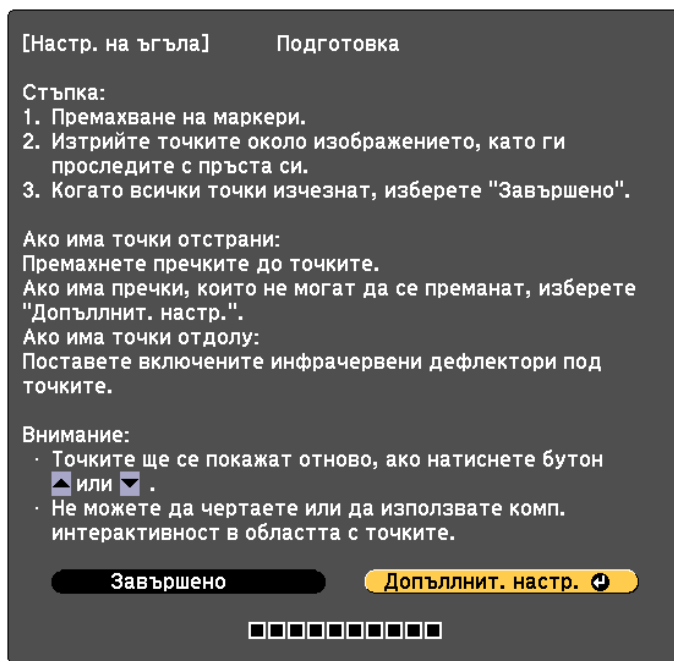 [Настр. на ъгъла] Подготовка
Стъпка:
1. Премахване на маркери.
2. Изтрийте точките около изображението, като ги
проследите с пръста си.
3. Когато всички точки изчезнат, изберете "Завършено".
Ако има точки отстрани:
Премахнете пречките до точките.
Ако има пречки, които не могат да се преманат, изберете
"Допъллнит. настр.".
Ако има точки отдолу:
Поставете включените инфрачервени дефлектори под
точките.
Внимание:
· Точките ще се покажат отново, ако натиснете бутон
▲ или ▼ .
· Не можете да чертаете или да използвате комп.
интерактивност в областта с точките.
Завършено Допъллнит. настр.